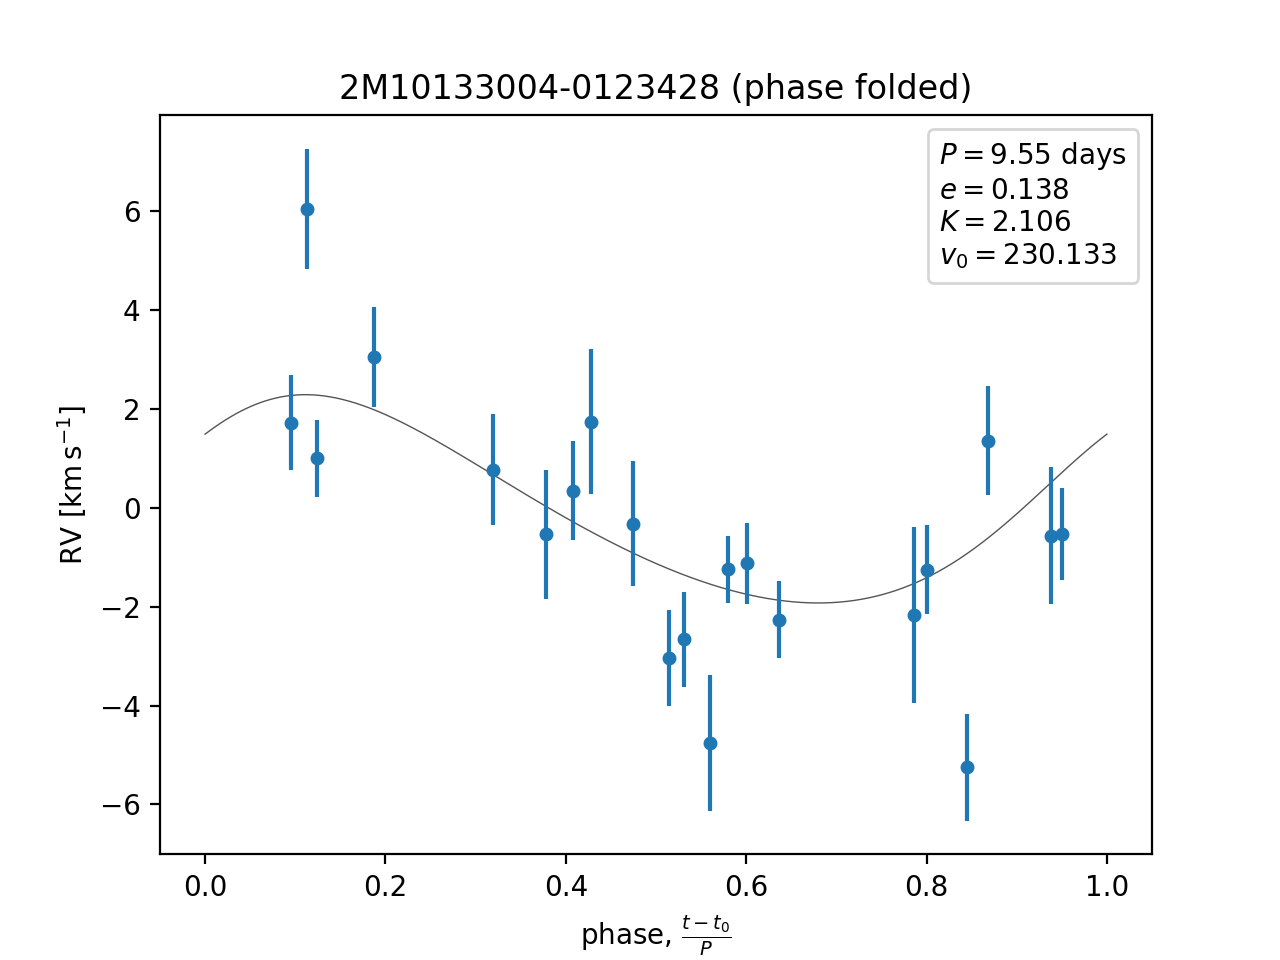 2M10133004-0123428 (phase folded)
P = 9.55 days
e = 0.138
K = 2.106
v₀ = 230.133
RV [km s⁻¹]
6
4
2
0
−2
−4
−6
0.0 0.2 0.4 0.6 0.8 1.0
phase, (t − t₀)/P